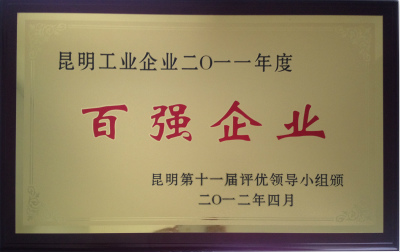 昆明工业企业二〇一一年度
百强企业
昆明第十一届评优领导小组颁
二〇一二年四月